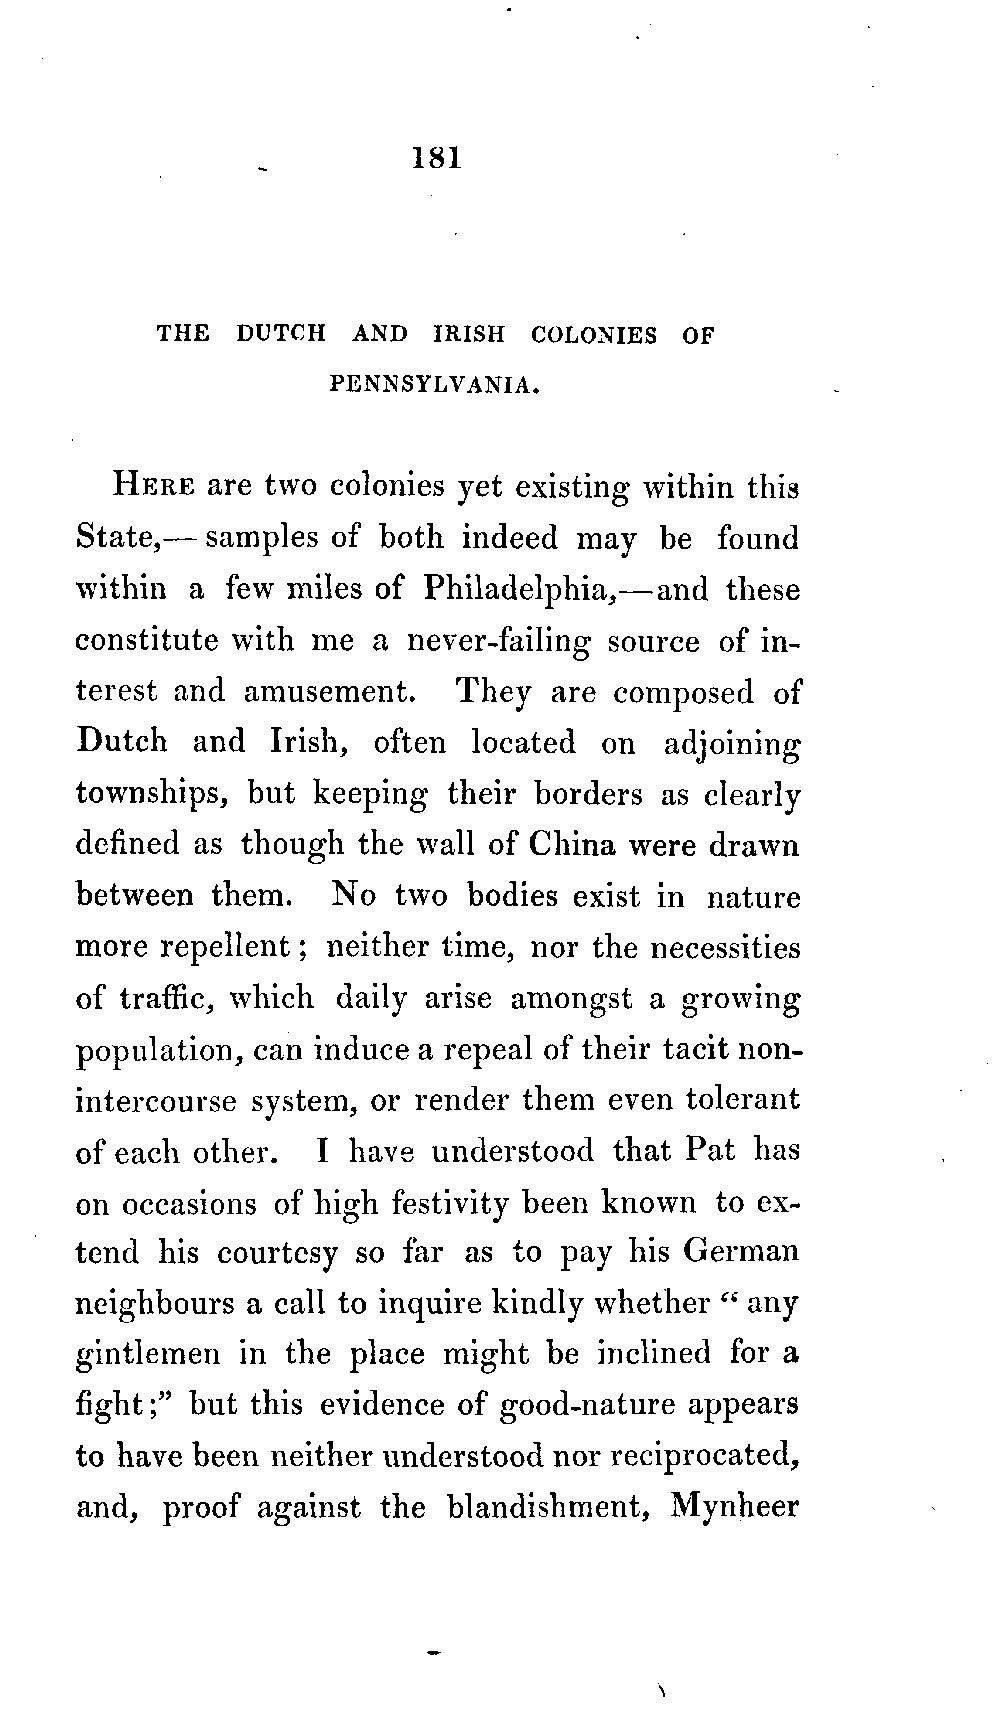 181
THE DUTCH AND IRISH COLONIES OF
PENNSYLVANIA.
HERE are two colonies yet existing within this
State,— samples of both indeed may be found
within a few miles of Philadelphia,—and these
constitute with me a never-failing source of in-
terest and amusement. They are composed of
Dutch and Irish, often located on adjoining
townships, but keeping their borders as clearly
defined as though the wall of China were drawn
between them. No two bodies exist in nature
more repellent ; neither time, nor the necessities
of traffic, which daily arise amongst a growing
population, can induce a repeal of their tacit non-
intercourse system, or render them even tolerant
of each other. I have understood that Pat has
on occasions of high festivity been known to ex-
tend his courtesy so far as to pay his German
neighbours a call to inquire kindly whether “ any
gintlemen in the place might be inclined for a
fight ;” but this evidence of good-nature appears
to have been neither understood nor reciprocated,
and, proof against the blandishment, Mynheer